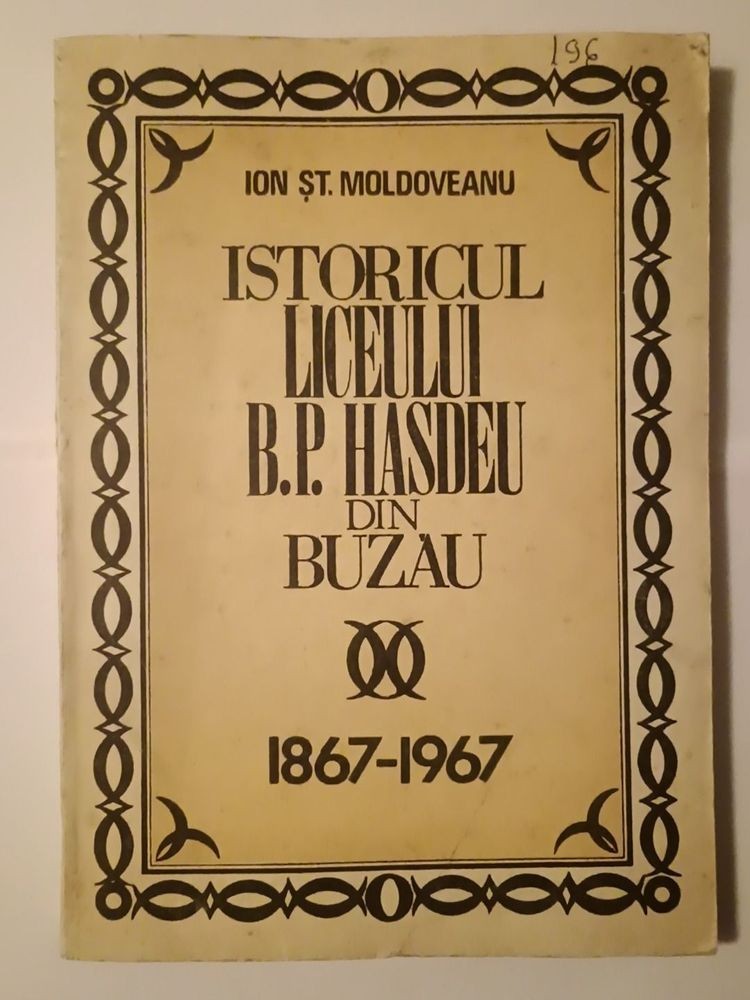 196
ION ȘT. MOLDOVEANU
ISTORICUL
LICEULUI
B.P. HASDEU
DIN
BUZĂU
1867-1967